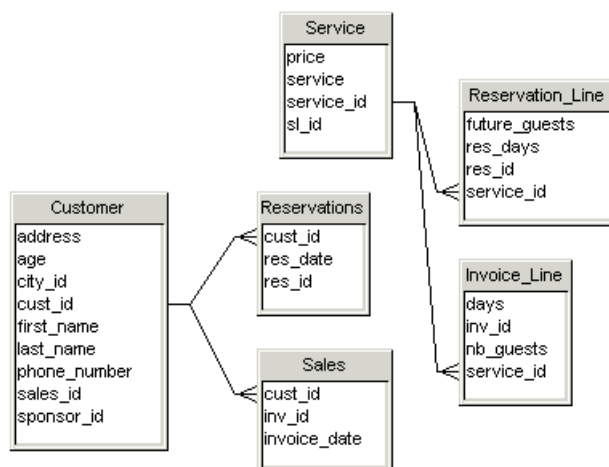 Service
price
service
service_id
sl_id
Reservation_Line
future_guests
res_days
res_id
service_id
Customer
address
age
city_id
cust_id
first_name
last_name
phone_number
sales_id
sponsor_id
Reservations
cust_id
res_date
res_id
Invoice_Line
days
inv_id
nb_guests
service_id
Sales
cust_id
inv_id
invoice_date